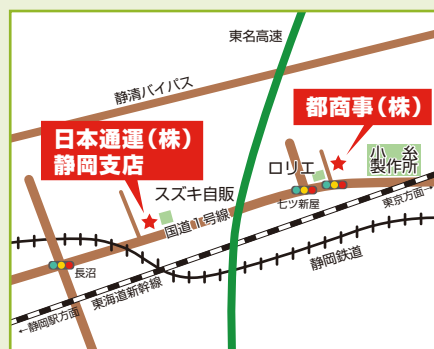 東名高速
静清バイパス
都商事(株)
日本通運(株)
静岡支店
小糸
製作所
ロリエ
スズキ自販
七ツ新屋
東京方面→
国道1号線
静岡鉄道
長沼
東海道新幹線
←静岡駅方面